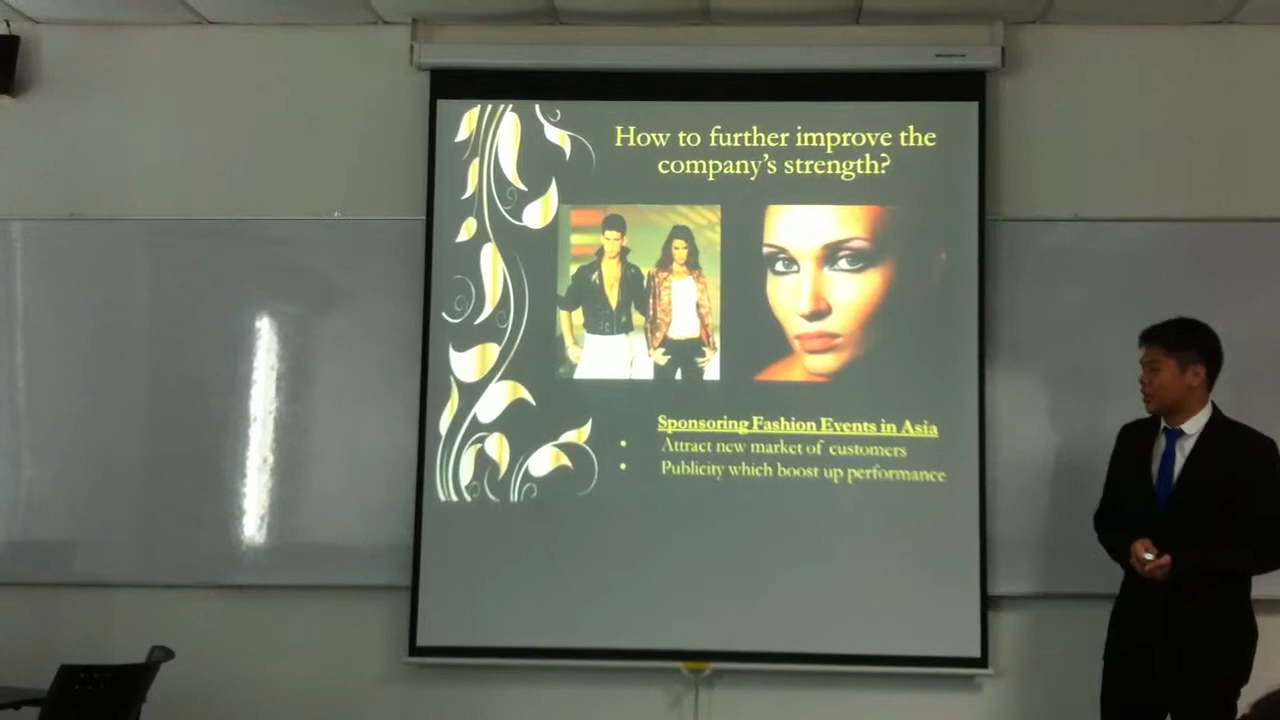 How to further improve the
company's strength?
Sponsoring Fashion Events in Asia
• Attract new market of customers
• Publicity which boost up performance